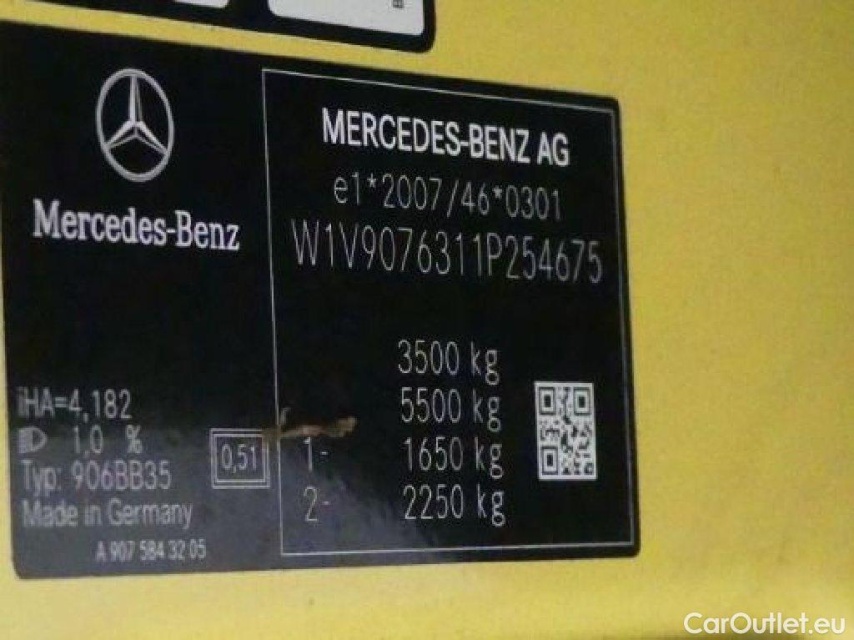 MERCEDES-BENZ AG
e1*2007/46*0301
W1V9076311P254675
Mercedes-Benz
3500 kg
5500 kg
1- 1650 kg
2- 2250 kg
iHA=4,182
1,0 %
Typ: 906BB35
0,51
Made in Germany
A 907 584 32 05
CarOutlet.eu